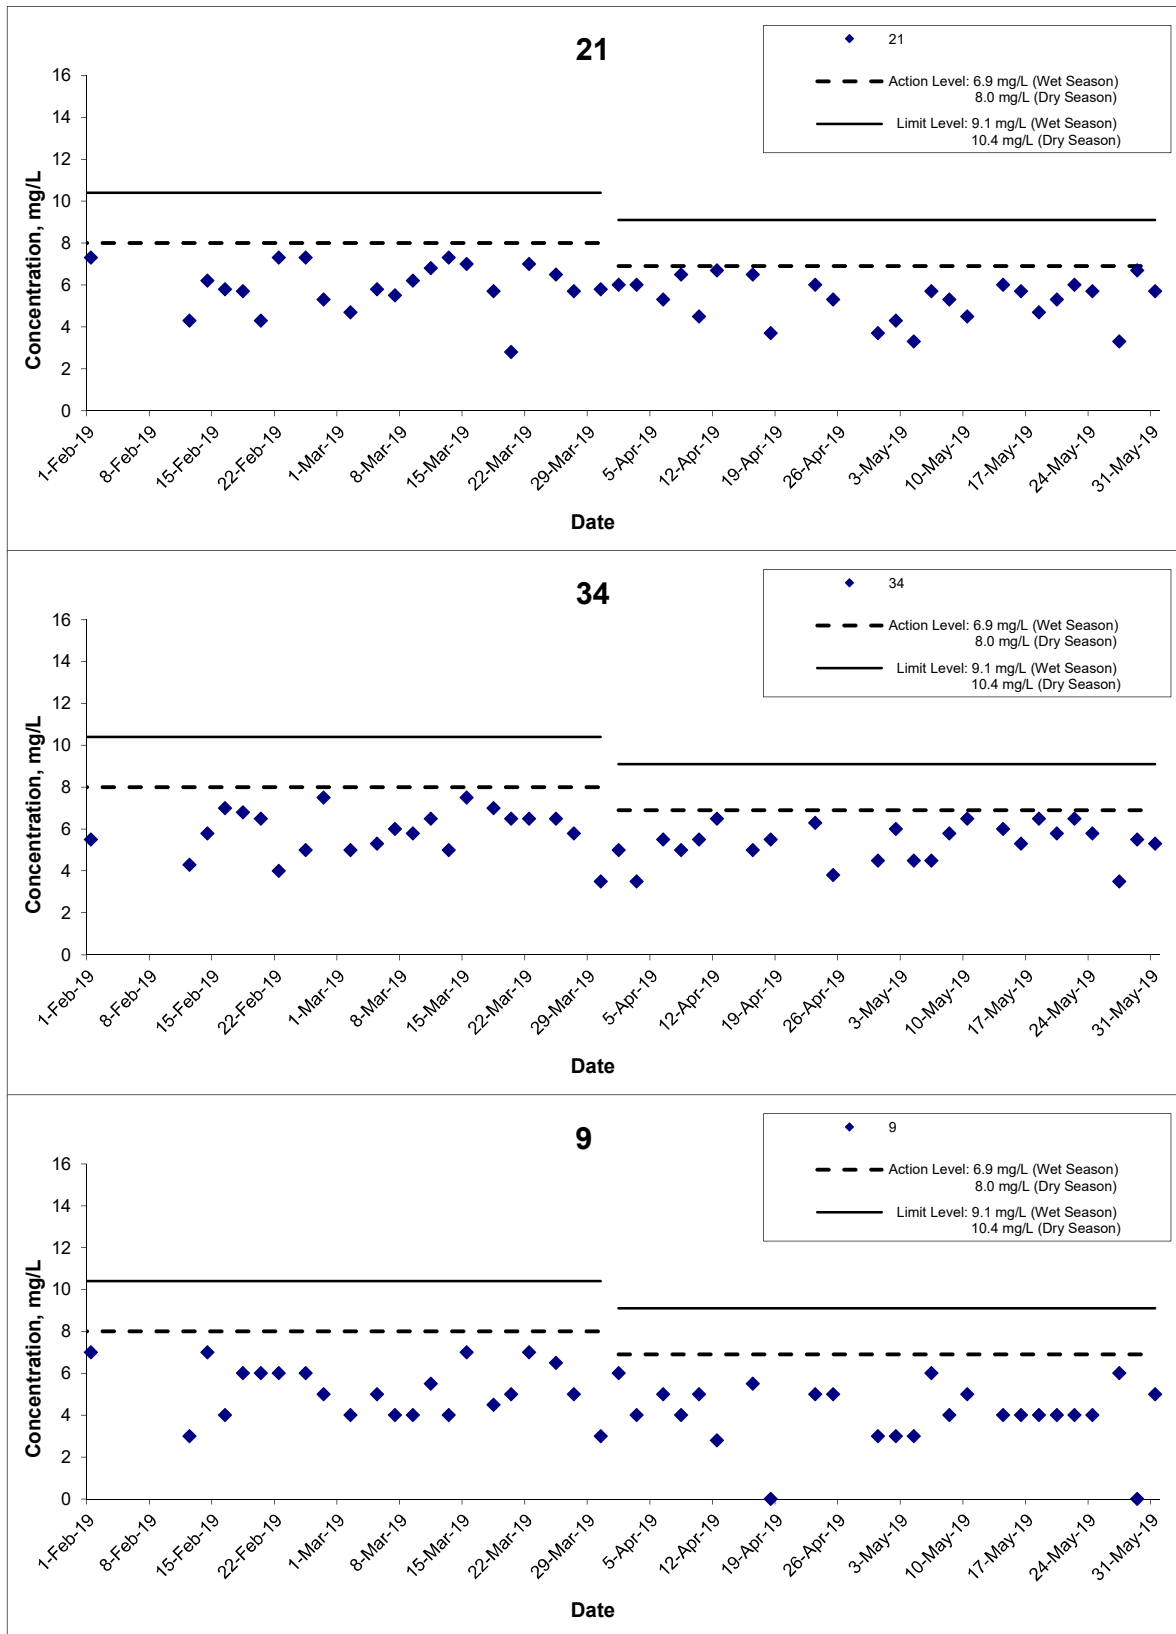 21
21
Action Level: 6.9 mg/L (Wet Season)
8.0 mg/L (Dry Season)
Limit Level: 9.1 mg/L (Wet Season)
10.4 mg/L (Dry Season)
Concentration, mg/L
16
14
12
10
8
6
4
2
0
1-Feb-19
8-Feb-19
15-Feb-19
22-Feb-19
1-Mar-19
8-Mar-19
15-Mar-19
22-Mar-19
29-Mar-19
5-Apr-19
12-Apr-19
19-Apr-19
26-Apr-19
3-May-19
10-May-19
17-May-19
24-May-19
31-May-19
Date
34
34
Action Level: 6.9 mg/L (Wet Season)
8.0 mg/L (Dry Season)
Limit Level: 9.1 mg/L (Wet Season)
10.4 mg/L (Dry Season)
Concentration, mg/L
16
14
12
10
8
6
4
2
0
1-Feb-19
8-Feb-19
15-Feb-19
22-Feb-19
1-Mar-19
8-Mar-19
15-Mar-19
22-Mar-19
29-Mar-19
5-Apr-19
12-Apr-19
19-Apr-19
26-Apr-19
3-May-19
10-May-19
17-May-19
24-May-19
31-May-19
Date
9
9
Action Level: 6.9 mg/L (Wet Season)
8.0 mg/L (Dry Season)
Limit Level: 9.1 mg/L (Wet Season)
10.4 mg/L (Dry Season)
Concentration, mg/L
16
14
12
10
8
6
4
2
0
1-Feb-19
8-Feb-19
15-Feb-19
22-Feb-19
1-Mar-19
8-Mar-19
15-Mar-19
22-Mar-19
29-Mar-19
5-Apr-19
12-Apr-19
19-Apr-19
26-Apr-19
3-May-19
10-May-19
17-May-19
24-May-19
31-May-19
Date